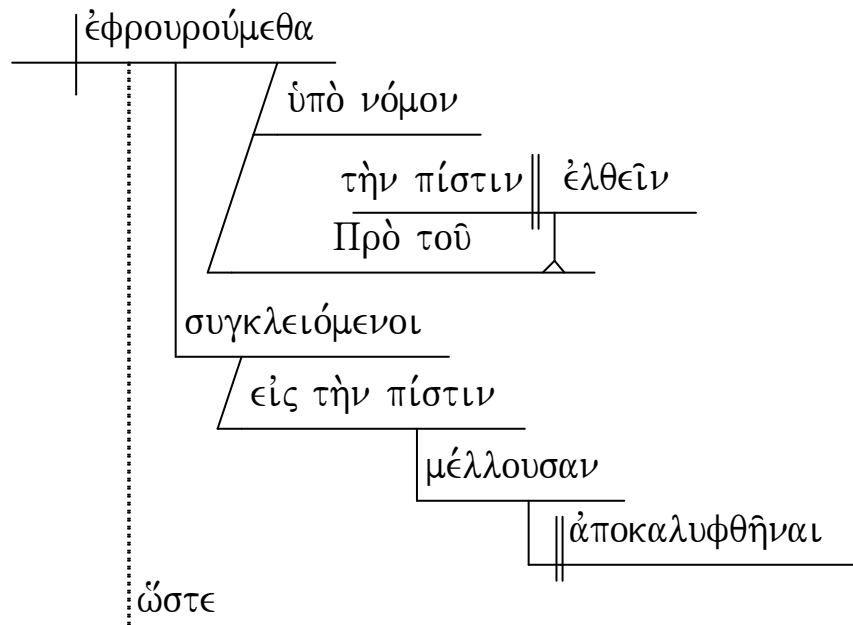 ἐφρουρούμεθα
ὑπὸ νόμον
τὴν πίστιν ἐλθεῖν
Πρὸ τοῦ
συγκλειόμενοι
εἰς τὴν πίστιν
μέλλουσαν
ἀποκαλυφθῆναι
ὥστε